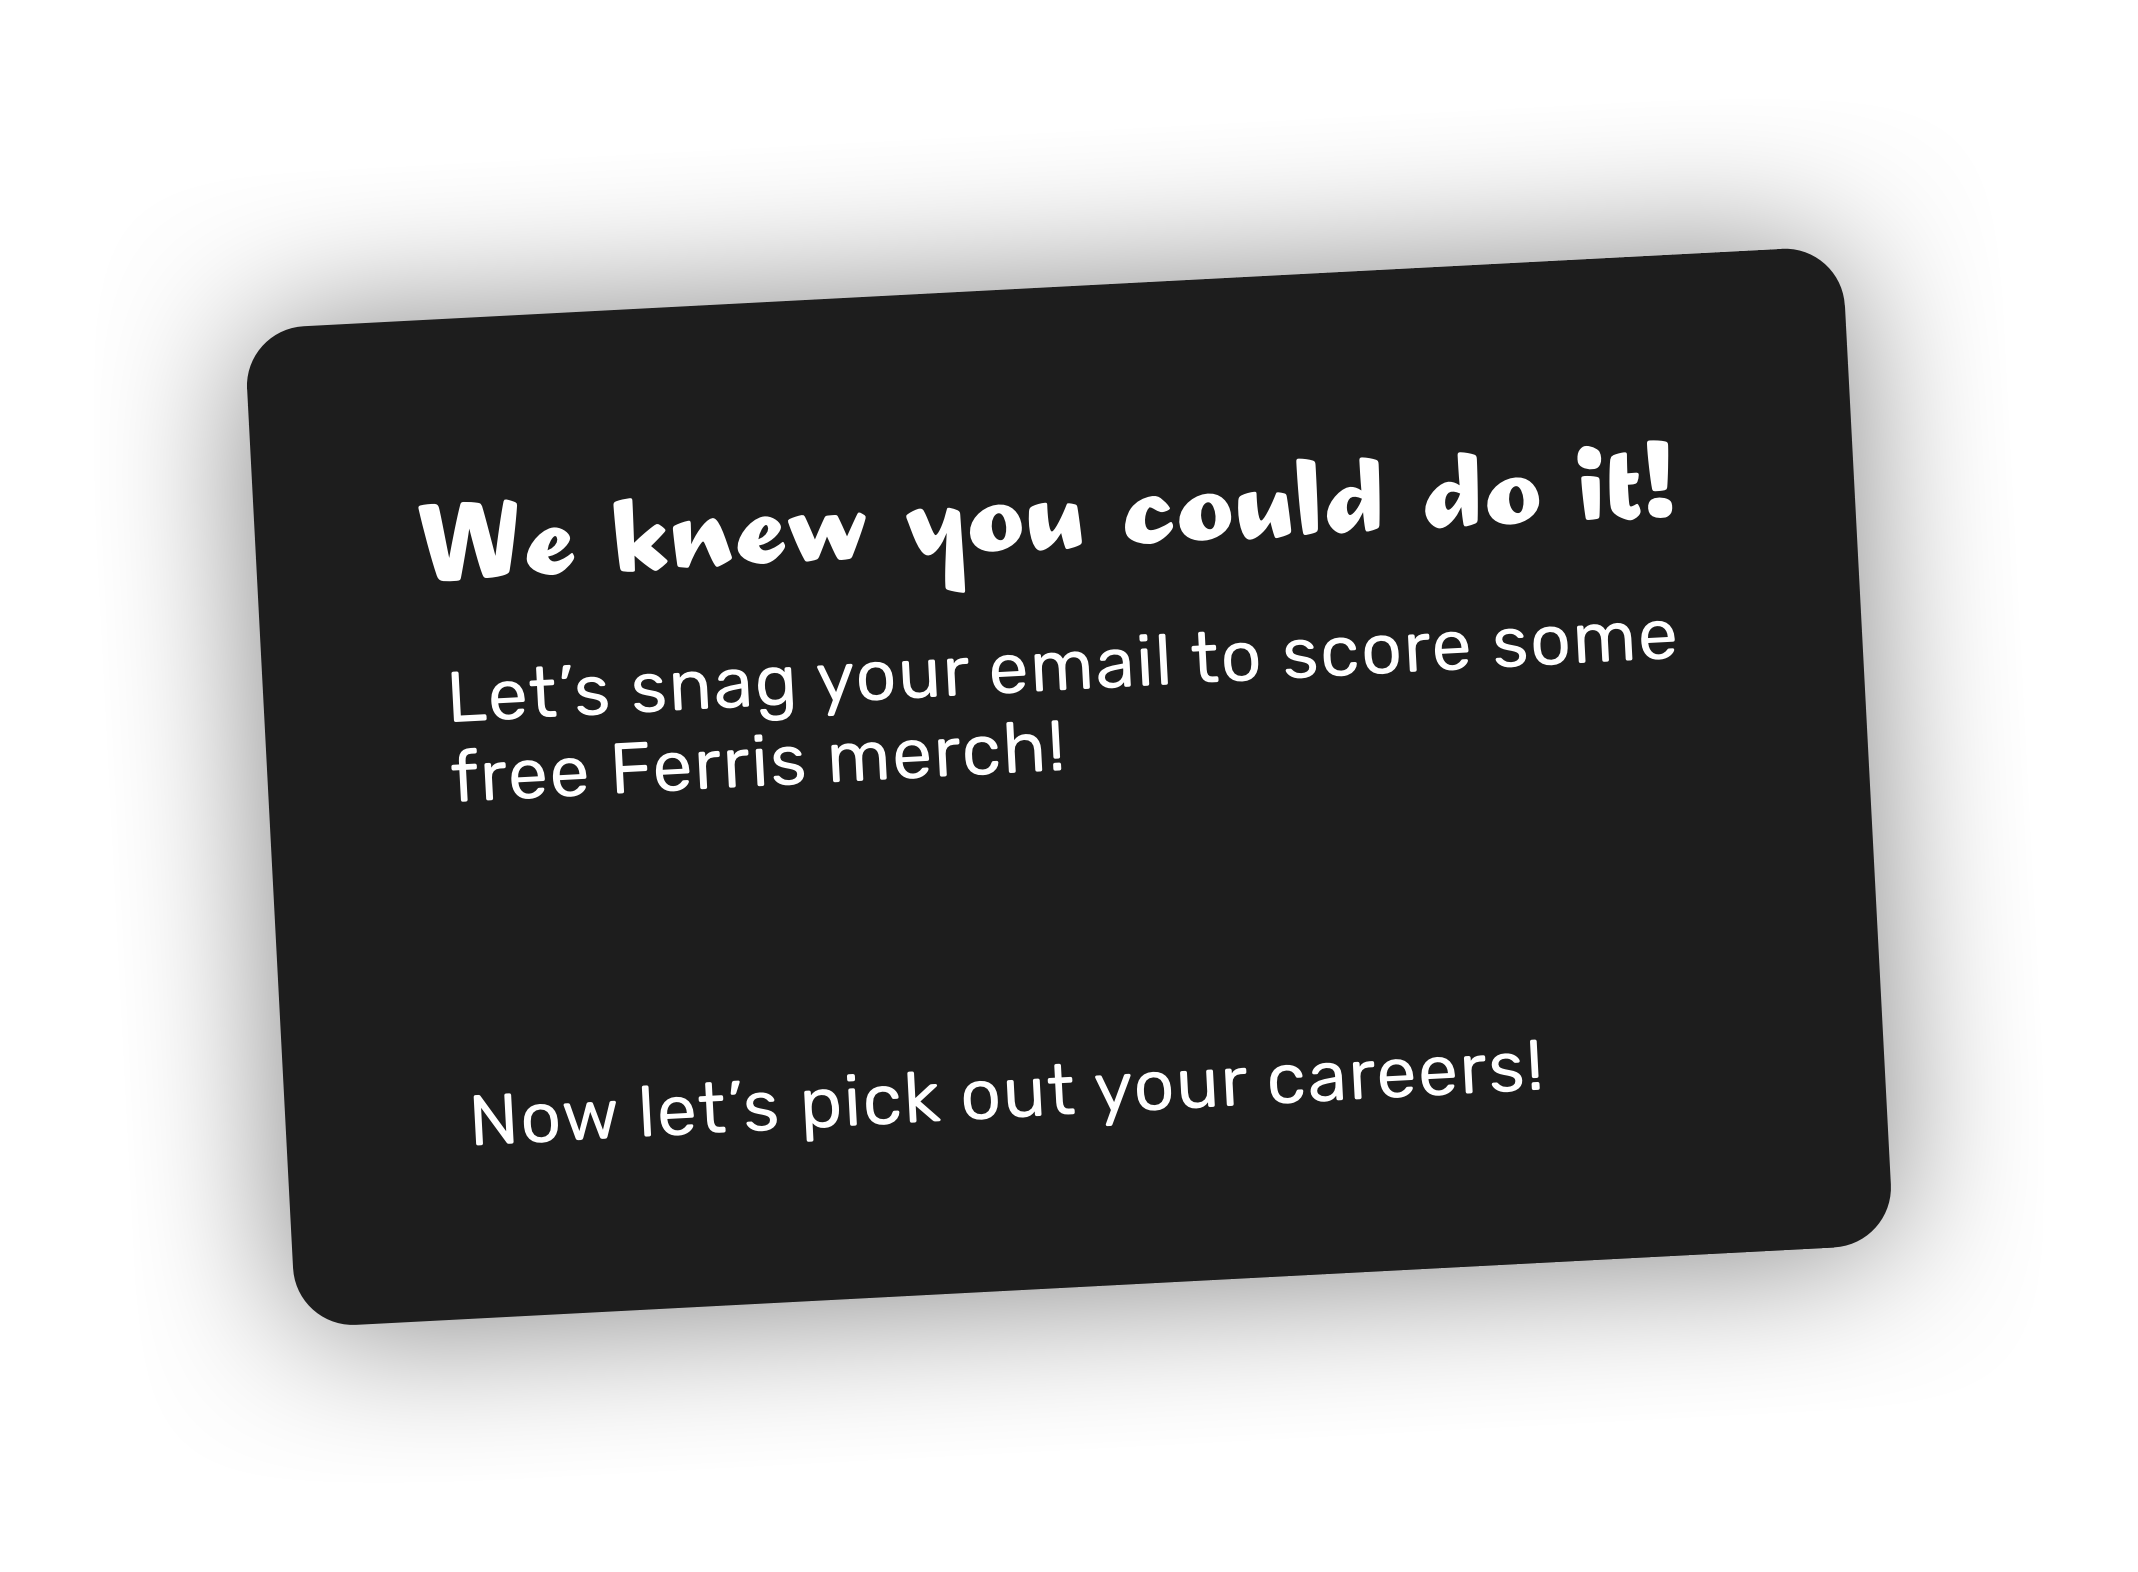 We knew you could do it!
Let’s snag your email to score some
free Ferris merch!
Now let’s pick out your careers!